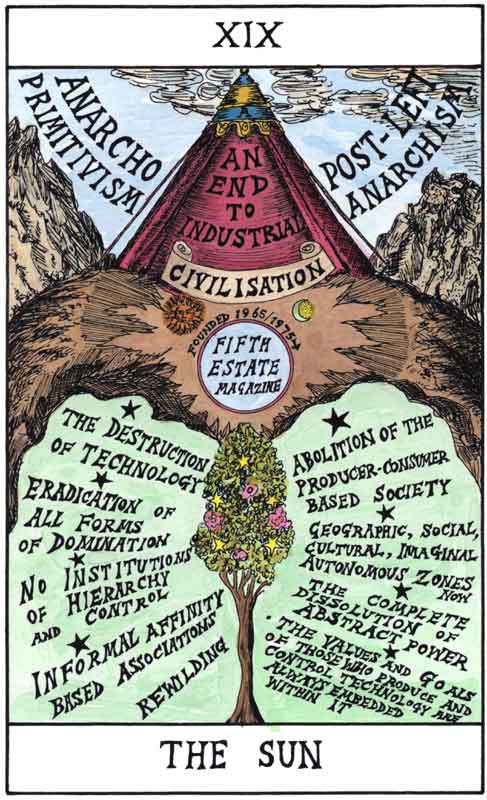 XIX
ANARCHO
PRIMITIVISM
POST-LEFT
ANARCHISM
AN
END
TO
INDUSTRIAL
CIVILISATION
FOUNDED 1965/1975→
FIFTH
ESTATE
MAGAZINE
THE DESTRUCTION
OF TECHNOLOGY
ERADICATION OF
ALL FORMS
OF DOMINATION
NO INSTITUTIONS
OF HIERARCHY
AND CONTROL
INFORMAL AFFINITY
BASED ASSOCIATIONS
REWILDING
ABOLITION OF THE
PRODUCER-CONSUMER
BASED SOCIETY
GEOGRAPHIC, SOCIAL,
CULTURAL, IMAGINAL
AUTONOMOUS ZONES
NOW
THE COMPLETE
DISSOLUTION OF
ABSTRACT POWER
. THE VALUES AND GOALS
OF THOSE WHO PRODUCE AND
CONTROL TECHNOLOGY ARE
ALWAYS EMBEDDED
WITHIN IT
THE SUN